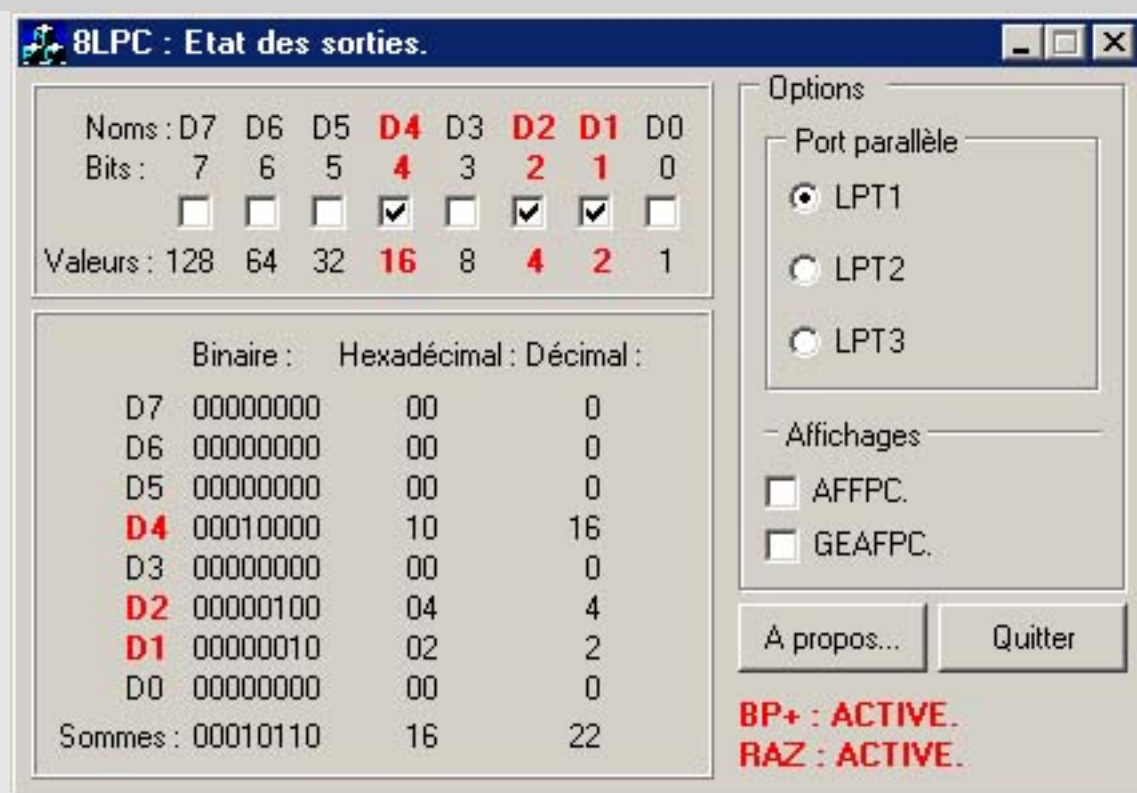 8LPC : Etat des sorties.
Noms : D7 D6 D5 D4 D3 D2 D1 D0
Bits : 7 6 5 4 3 2 1 0
Valeurs : 128 64 32 16 8 4 2 1
Binaire : Hexadécimal : Décimal :
D7 00000000 00 0
D6 00000000 00 0
D5 00000000 00 0
D4 00010000 10 16
D3 00000000 00 0
D2 00000100 04 4
D1 00000010 02 2
D0 00000000 00 0
Sommes : 00010110 16 22
Options
Port parallèle
LPT1
LPT2
LPT3
Affichages
AFFPC.
GEAFPC.
A propos...
Quitter
BP+ : ACTIVE.
RAZ : ACTIVE.